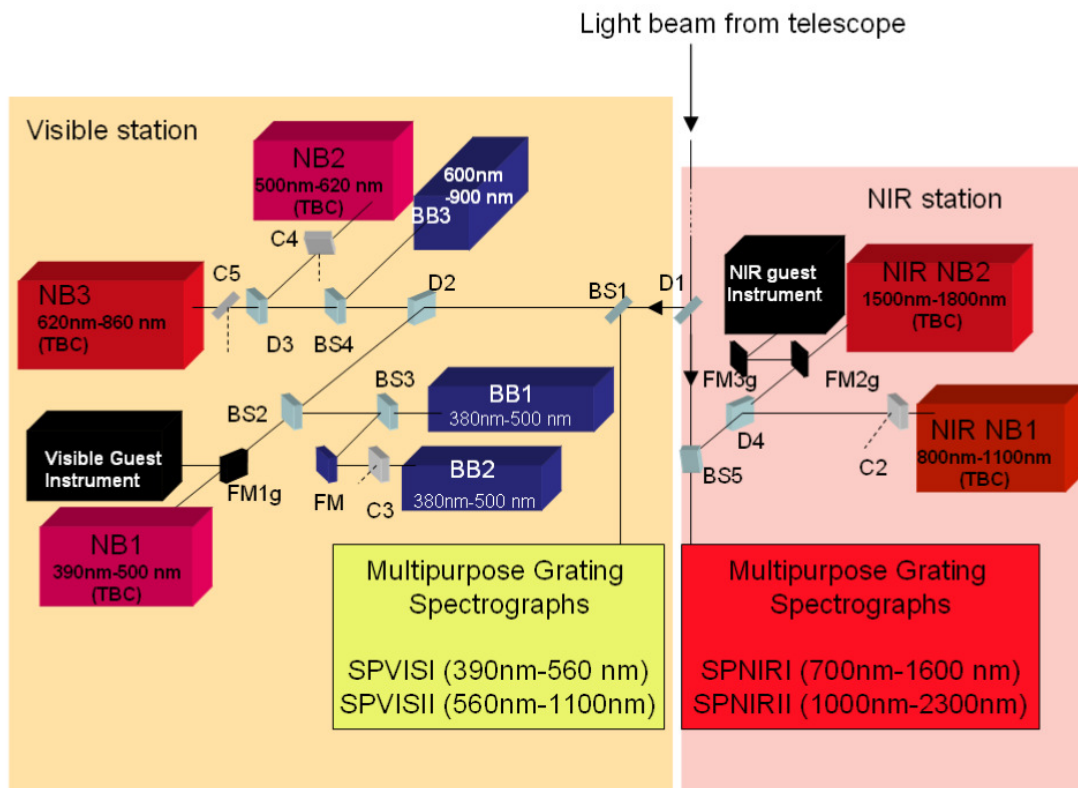 Light beam from telescope
Visible station
NB2
500nm-620 nm
(TBC)
600nm
-900 nm
BB3
NIR station
C4
C5
NB3
620nm-860 nm
(TBC)
D3
BS4
D2
BS1
D1
NIR guest
Instrument
NIR NB2
1500nm-1800nm
(TBC)
FM3g
FM2g
BS2
BS3
BB1
380nm-500 nm
D4
BS5
C2
NIR NB1
800nm-1100nm
(TBC)
Visible Guest
Instrument
FM1g
FM
C3
BB2
380nm-500 nm
NB1
390nm-500 nm
(TBC)
Multipurpose Grating
Spectrographs
SPVISI (390nm-560 nm)
SPVISII (560nm-1100nm)
Multipurpose Grating
Spectrographs
SPNIRI (700nm-1600 nm)
SPNIRII (1000nm-2300nm)